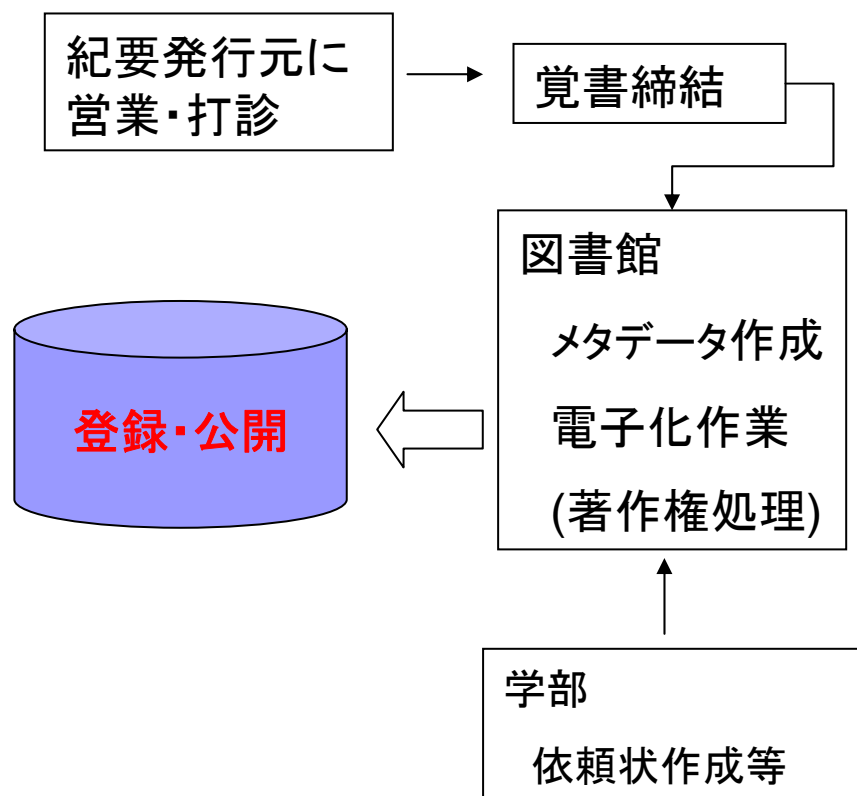 紀要発行元に
営業・打診
覚書締結
図書館
メタデータ作成
電子化作業
(著作権処理)
登録・公開
学部
依頼状作成等